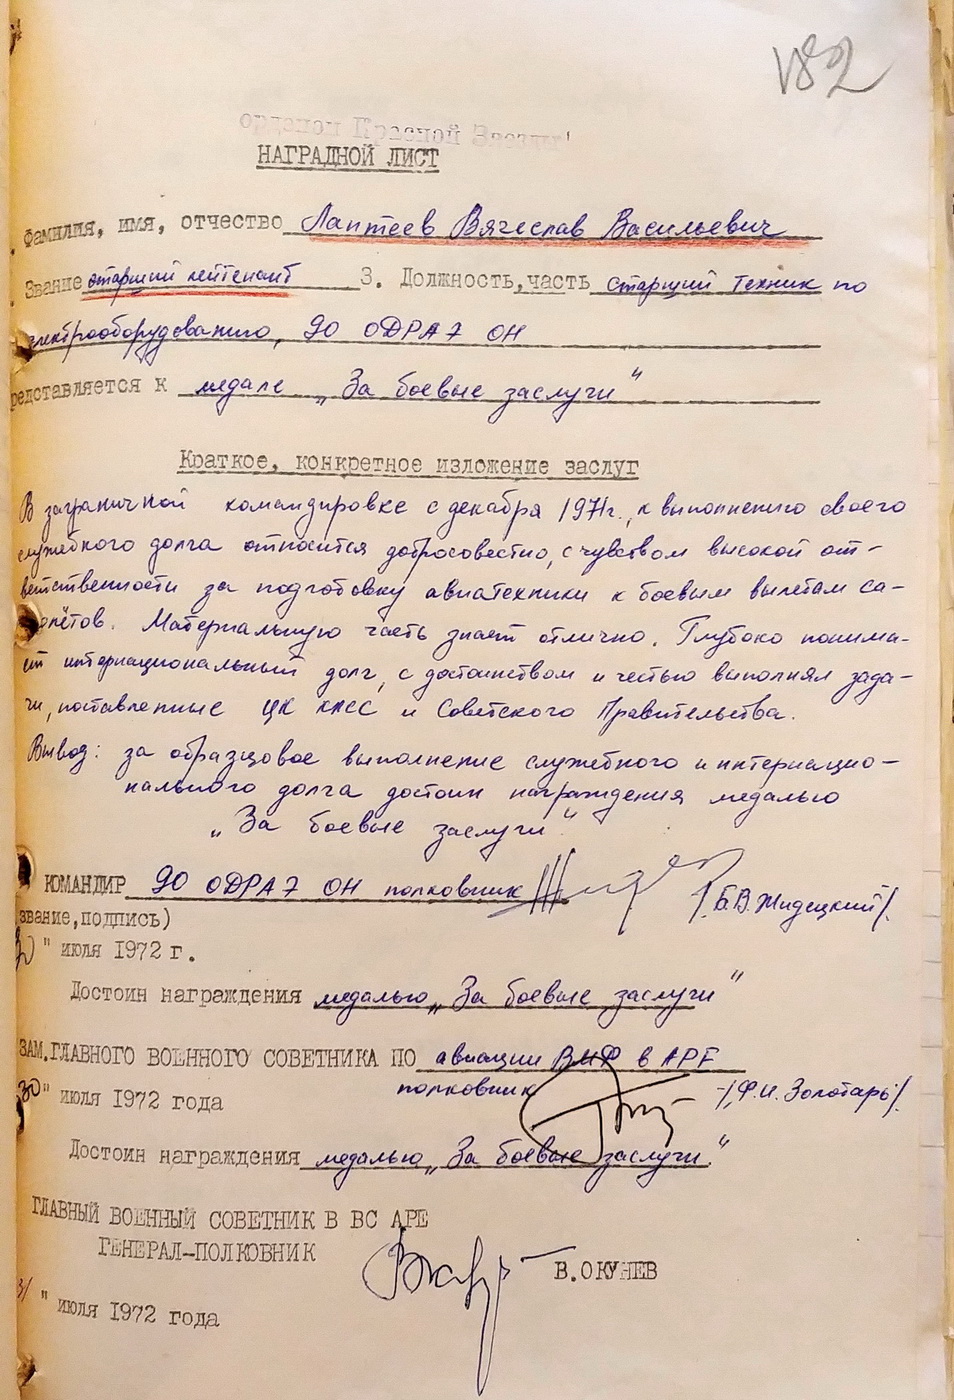 182
орденом Красной Звезды
НАГРАДНОЙ ЛИСТ
. Фамилия, имя, отчество Лаптеев Вячеслав Васильевич
Звание старший лейтенант 3. Должность, часть старший техник по
электрооборудованию, 90 ОДРАЭ ОН
редставляется к медале „За боевые заслуги"
Краткое, конкретное изложение заслуг
В заграничной командировке с декабря 1971г., к выполнению своего
служебного долга относится добросовестно, с чувством высокой от-
ветственности за подготовку авиатехники к боевым вылетам са-
олётов. Материальную часть знает отлично. Глубоко понима-
ет интернациональный долг, с достоинством и честью выполнял зада-
чи, поставленные ЦК КПСС и Советского Правительства.
Вывод: за образцовое выполнение служебного и интернацио-
нального долга достоин награждения медалью
„За боевые заслуги"
КОМАНДИР 90 ОДРАЭ ОН полковник /Б.В.Жидецкий/.
звание,подпись)
" июля 1972 г.
Достоин награждения медалью „За боевые заслуги"
ЗАМ.ГЛАВНОГО ВОЕННОГО СОВЕТНИКА ПО авиации ВМФ в АРЕ
полковник -/Ф.И. Золотарь/.
30" июля 1972 года
Достоин награждения медалью „За боевые заслуги."
ГЛАВНЫЙ ВОЕННЫЙ СОВЕТНИК В ВС АРЕ
ГЕНЕРАЛ-ПОЛКОВНИК
В.ОКУНЕВ
31 " июля 1972 года